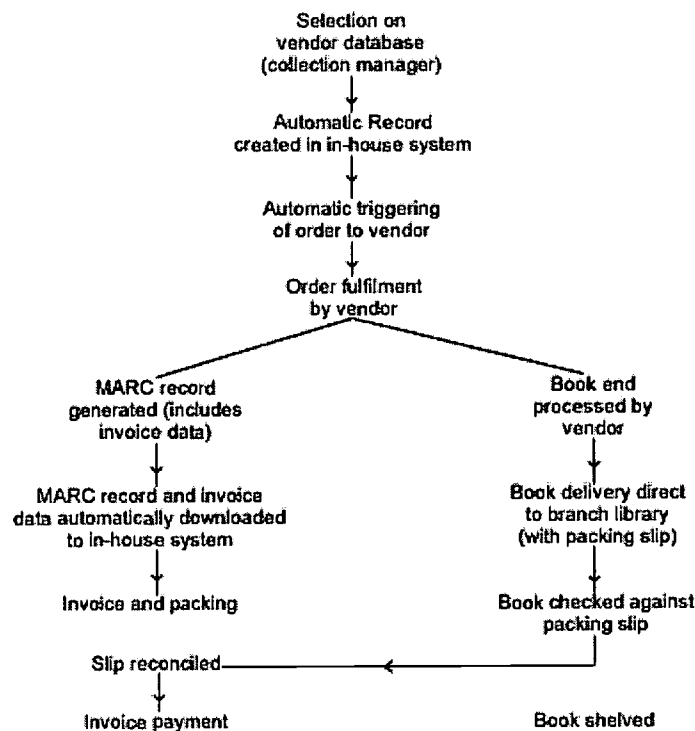 Selection on
vendor database
(collection manager)
Automatic Record
created in in-house system
Automatic triggering
of order to vendor
Order fulfilment
by vendor
MARC record
generated (includes
invoice data)
Book end
processed by
vendor
MARC record and invoice
data automatically downloaded
to in-house system
Book delivery direct
to branch library
(with packing slip)
Invoice and packing
Book checked against
packing slip
Slip reconciled
Invoice payment
Book shelved